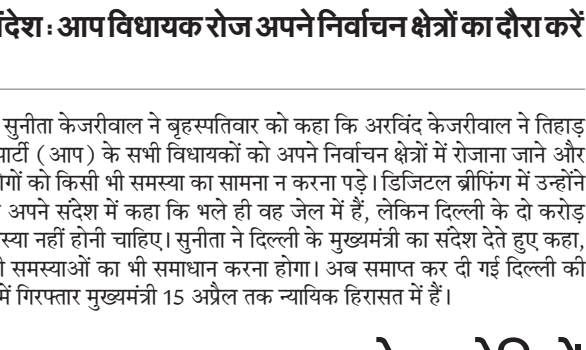 संदेश : आप विधायक रोज अपने निर्वाचन क्षेत्रों का दौरा करें
सुनीता केजरीवाल ने बृहस्पतिवार को कहा कि अरविंद केजरीवाल ने तिहाड़
पार्टी ( आप ) के सभी विधायकों को अपने निर्वाचन क्षेत्रों में रोजाना जाने और
लोगों को किसी भी समस्या का सामना न करना पड़े। डिजिटल ब्रीफिंग में उन्होंने
अपने संदेश में कहा कि भले ही वह जेल में हैं, लेकिन दिल्ली के दो करोड़
स्या नहीं होनी चाहिए। सुनीता ने दिल्ली के मुख्यमंत्री का संदेश देते हुए कहा,
ी समस्याओं का भी समाधान करना होगा। अब समाप्त कर दी गई दिल्ली की
में गिरफ्तार मुख्यमंत्री 15 अप्रैल तक न्यायिक हिरासत में हैं।